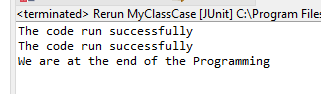 <terminated> Rerun MyClassCase [JUnit] C:\Program Files
The code run successfully
The code run successfully
We are at the end of the Programming